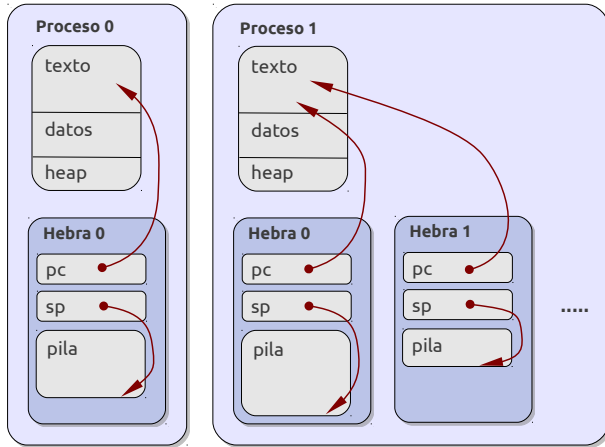 Proceso 0
texto
datos
heap
Hebra 0
pc
sp
pila
Proceso 1
texto
datos
heap
Hebra 0
pc
sp
pila
Hebra 1
pc
sp
pila
.....